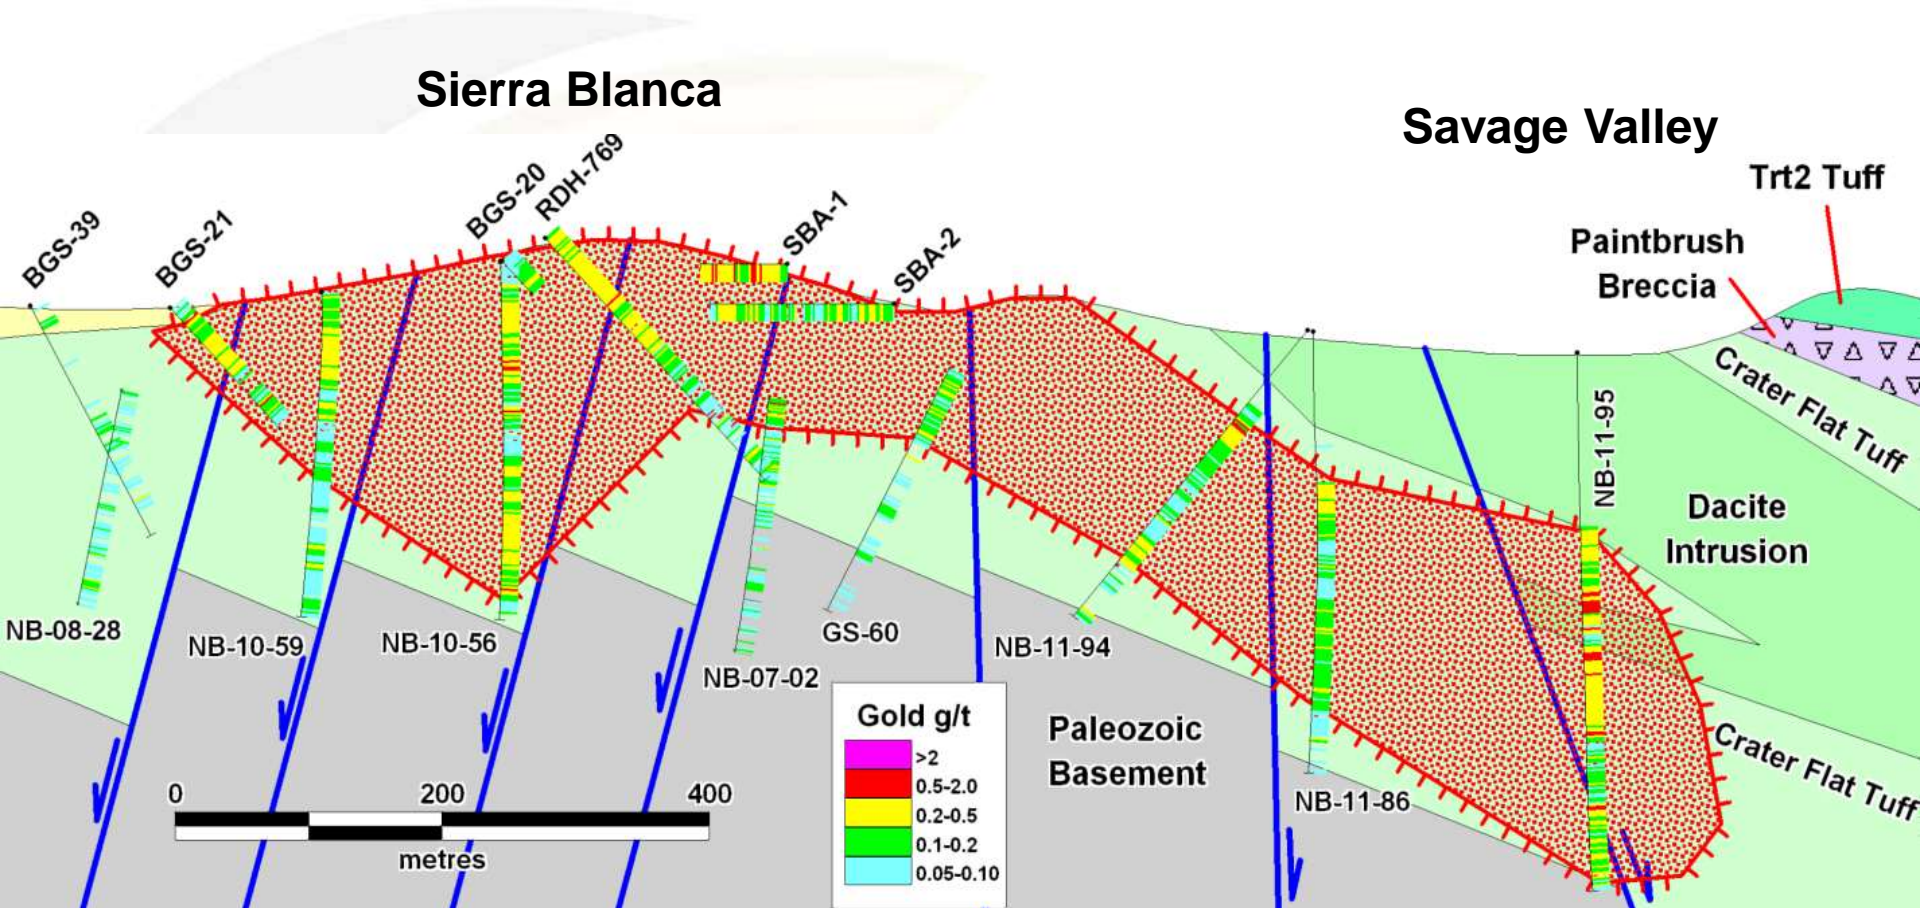 Sierra Blanca
Savage Valley
Trt2 Tuff
Paintbrush
Breccia
BGS-39
BGS-21
BGS-20
RDH-769
SBA-1
SBA-2
Crater Flat Tuff
NB-11-95
Dacite
Intrusion
NB-08-28
NB-10-59
NB-10-56
NB-07-02
GS-60
NB-11-94
Paleozoic
Basement
Crater Flat Tuff
NB-11-86
Gold g/t
>2
0.5-2.0
0.2-0.5
0.1-0.2
0.05-0.10
0 200 400
metres